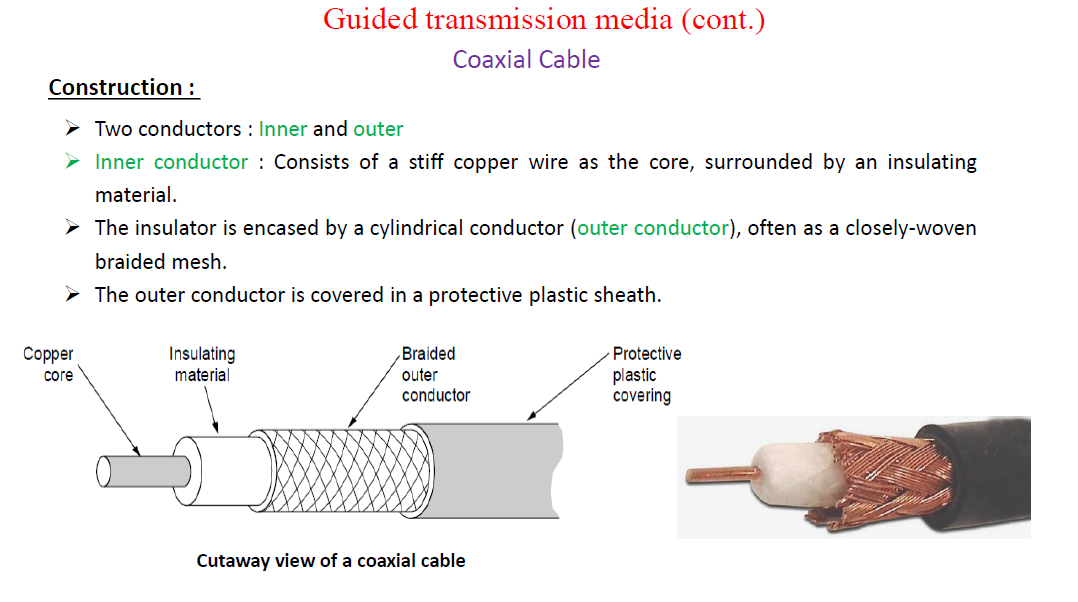 Guided transmission media (cont.)
Coaxial Cable
Construction :
➢ Two conductors : Inner and outer
➢ Inner conductor : Consists of a stiff copper wire as the core, surrounded by an insulating
material.
➢ The insulator is encased by a cylindrical conductor (outer conductor), often as a closely-woven
braided mesh.
➢ The outer conductor is covered in a protective plastic sheath.
Copper
core
Insulating
material
Braided
outer
conductor
Protective
plastic
covering
Cutaway view of a coaxial cable